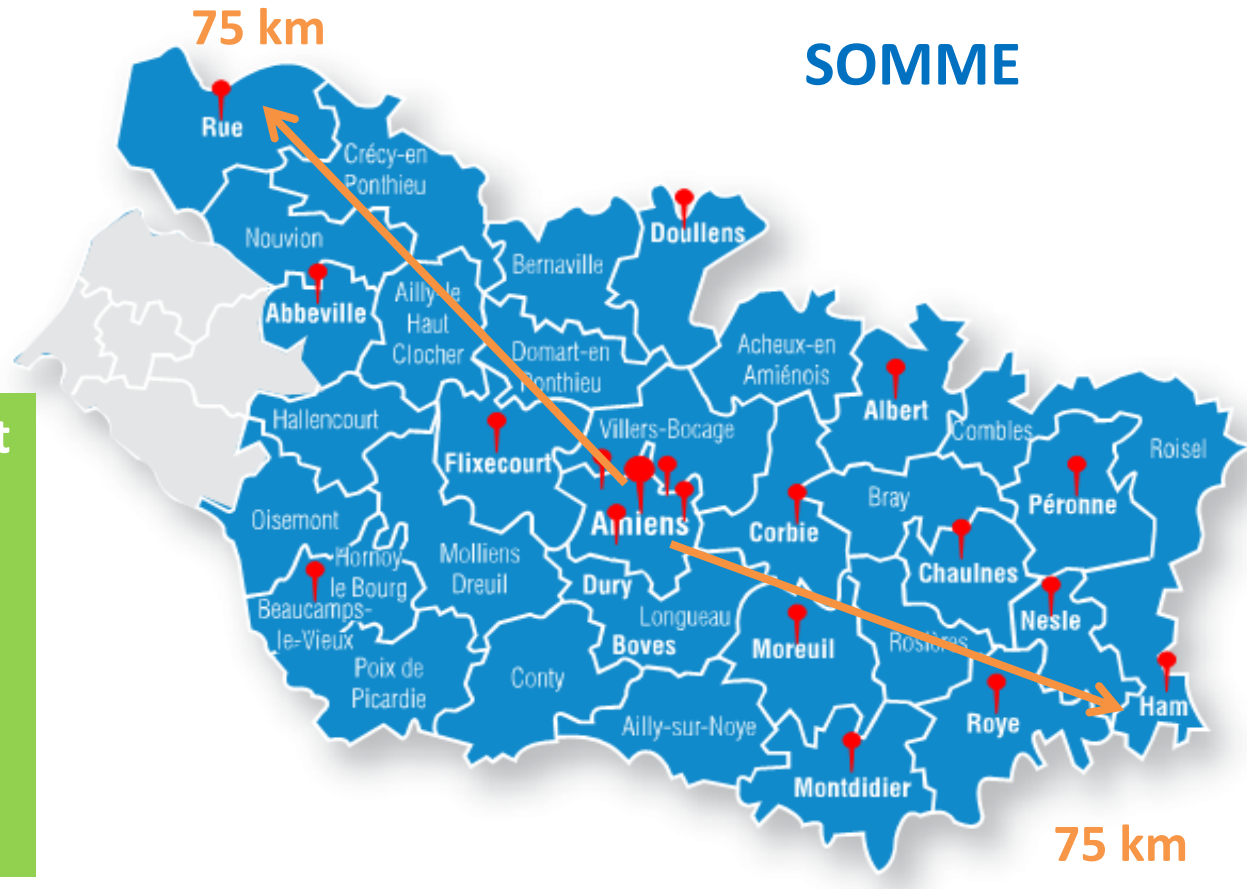 75 km
SOMME
Rue
Crécy-en
Ponthieu
Doullens
Nouvion
Bernaville
Abbeville
Ailly-le
Haut
Clocher
Domart-en
Ponthieu
Acheux-en
Amiénois
Albert
Hallencourt
Villers-Bocage
Combles
Roisel
t
Flixecourt
Bray
Péronne
Oisemont
Amiens
Corbie
Hornoy
le Bourg
Molliens
Dreuil
Chaulnes
Dury
Beaucamps-
le-Vieux
Longueau
Nesle
Boves
Moreuil
Rosières
Poix de
Picardie
Conty
Ham
Ailly-sur-Noye
Roye
Montdidier
75 km